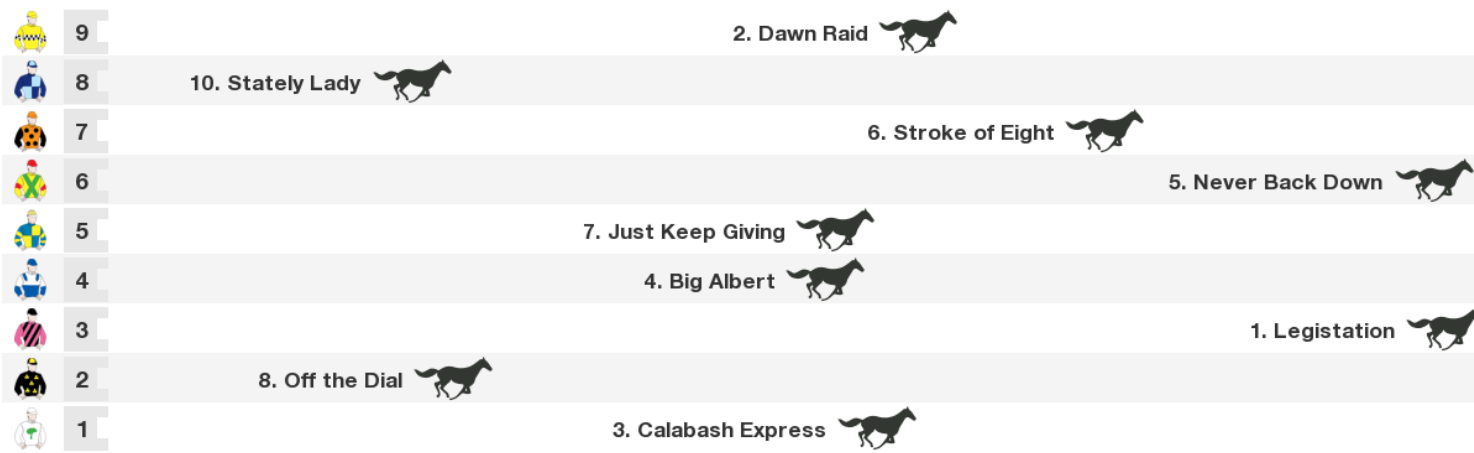 9 2. Dawn Raid
8 10. Stately Lady
7 6. Stroke of Eight
6 5. Never Back Down
5 7. Just Keep Giving
4 4. Big Albert
3 1. Legistation
2 8. Off the Dial
1 3. Calabash Express